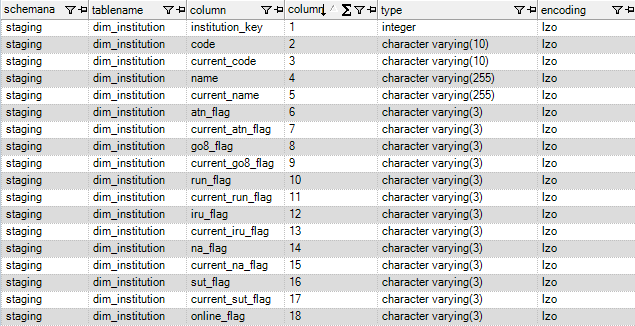 schemana tablename column column type encoding
staging dim_institution institution_key 1 integer lzo
staging dim_institution code 2 character varying(10) lzo
staging dim_institution current_code 3 character varying(10) lzo
staging dim_institution name 4 character varying(255) lzo
staging dim_institution current_name 5 character varying(255) lzo
staging dim_institution atn_flag 6 character varying(3) lzo
staging dim_institution current_atn_flag 7 character varying(3) lzo
staging dim_institution go8_flag 8 character varying(3) lzo
staging dim_institution current_go8_flag 9 character varying(3) lzo
staging dim_institution run_flag 10 character varying(3) lzo
staging dim_institution current_run_flag 11 character varying(3) lzo
staging dim_institution iru_flag 12 character varying(3) lzo
staging dim_institution current_iru_flag 13 character varying(3) lzo
staging dim_institution na_flag 14 character varying(3) lzo
staging dim_institution current_na_flag 15 character varying(3) lzo
staging dim_institution sut_flag 16 character varying(3) lzo
staging dim_institution current_sut_flag 17 character varying(3) lzo
staging dim_institution online_flag 18 character varying(3) lzo